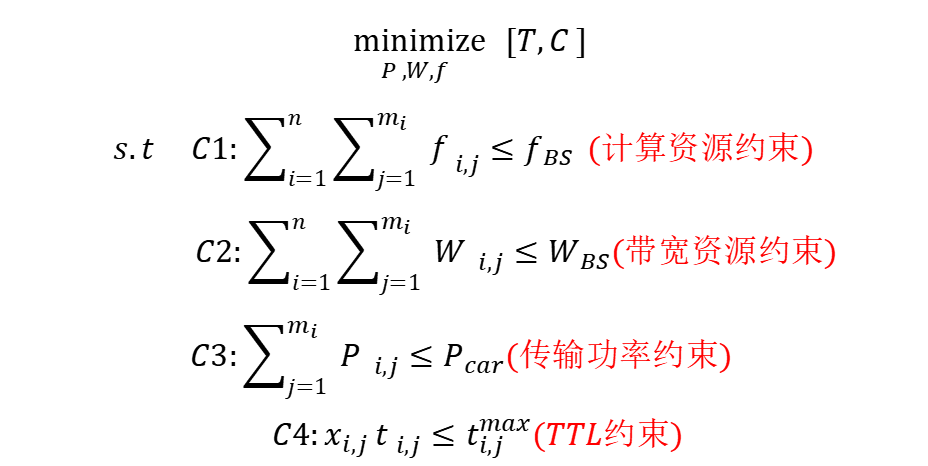 minimize [T, C]
P ,W,f
s.t C1: ∑_{i=1}^{n} ∑_{j=1}^{m_i} f_{i,j} ≤ f_{BS} (计算资源约束)
C2: ∑_{i=1}^{n} ∑_{j=1}^{m_i} W_{i,j} ≤ W_{BS}(带宽资源约束)
C3: ∑_{j=1}^{m_i} P_{i,j} ≤ P_{car}(传输功率约束)
C4: x_{i,j} t_{i,j} ≤ t_{i,j}^{max}(TTL约束)